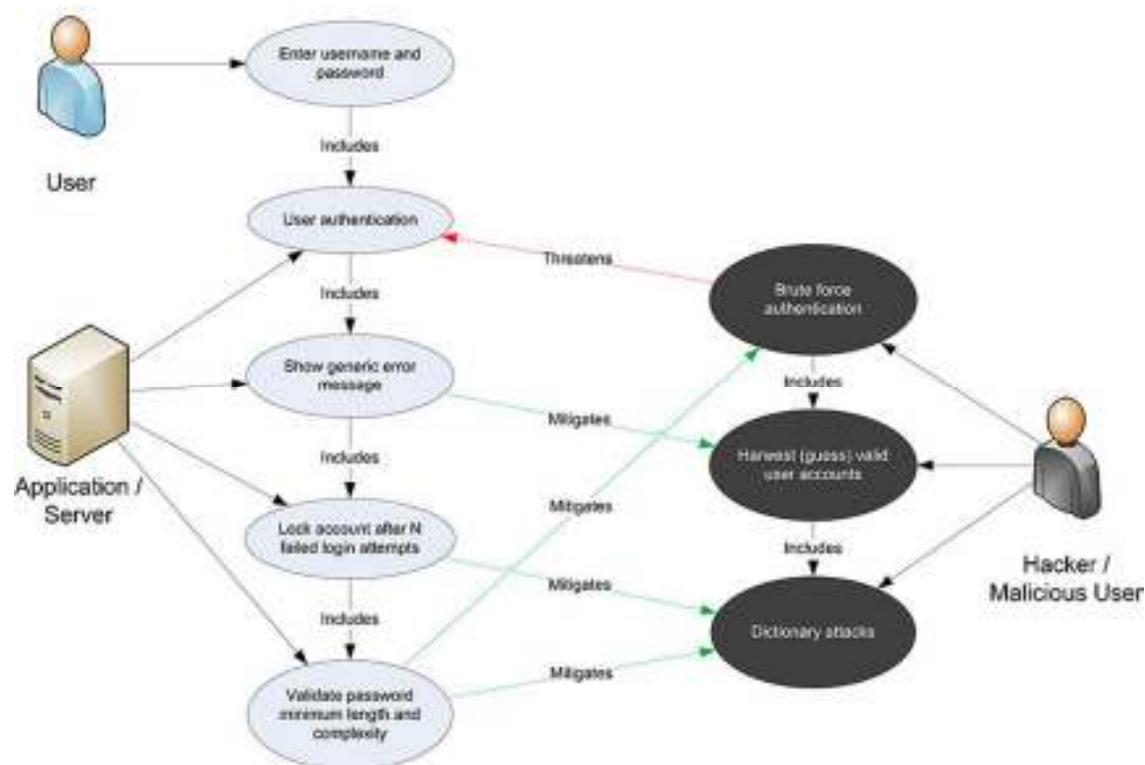 Enter username and
password
User
Includes
User authentication
Threatens
Brute force
authentication
Includes
Show generic error
message
Includes
Mitigates
Harvest (guess) valid
user accounts
Application /
Server
Includes
Mitigates
Lock account after N
failed login attempts
Includes
Hacker /
Malicious User
Mitigates
Includes
Dictionary attacks
Mitigates
Validate password
minimum length and
complexity